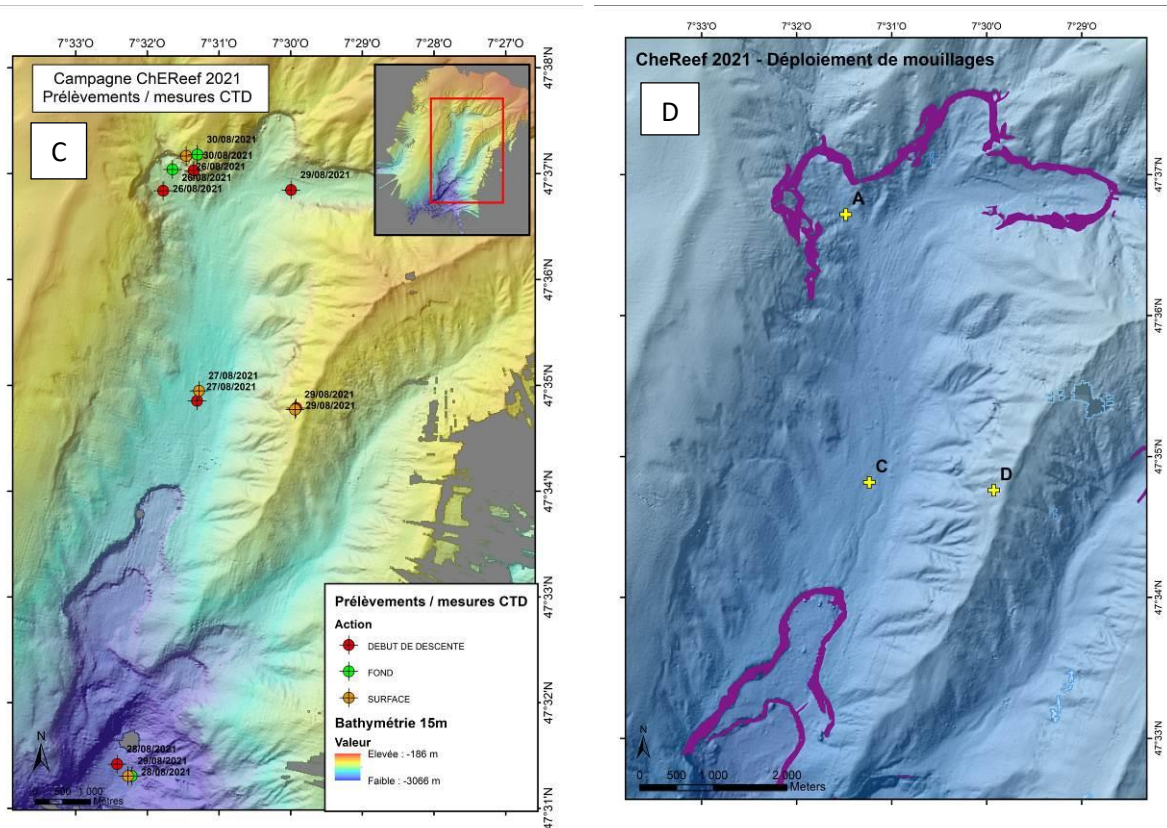 7°33'O 7°32'O 7°31'O 7°30'O 7°28'O 7°27'O
Campagne ChEReef 2021
Prélèvements / mesures CTD
C
30/08/2021
30/08/2021
26/08/2021
26/08/2021
26/08/2021
29/08/2021
27/08/2021
27/08/2021
29/08/2021
29/08/2021
28/08/2021
29/08/2021
28/08/2021
47°38'N
47°37'N
47°36'N
47°35'N
47°34'N
47°33'N
47°32'N
47°31'N
Prélèvements / mesures CTD
Action
DEBUT DE DESCENTE
FOND
SURFACE
Bathymétrie 15m
Valeur
Elevée : -186 m
Faible : -3066 m
N
0 500 1 000
Mètres
7°33'O 7°32'O 7°31'O 7°30'O 7°29'O
CheReef 2021 - Déploiement de mouillages
D
A
C
D
47°37'N
47°36'N
47°35'N
47°34'N
47°33'N
N
0 500 1 000 2 000
Meters